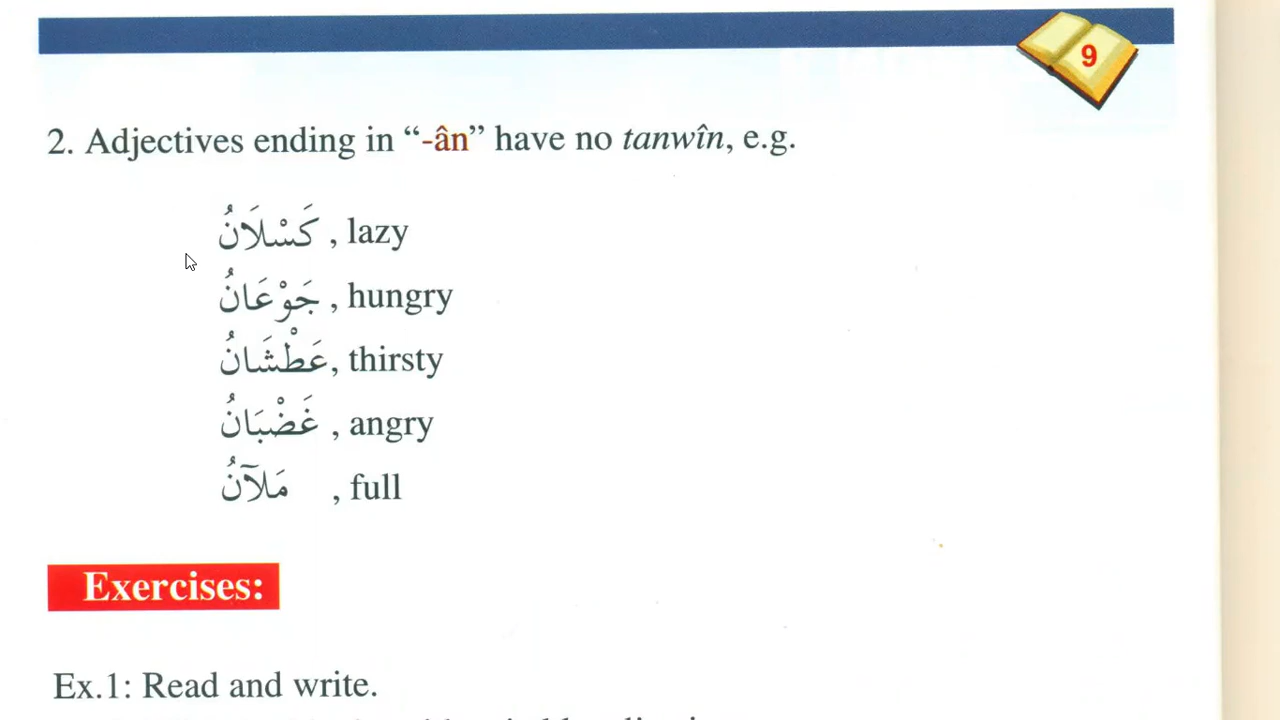 9
2. Adjectives ending in “-ân” have no tanwîn, e.g.
كَسْلَانُ , lazy
جَوْعَانُ , hungry
عَطْشَانُ , thirsty
غَضْبَانُ , angry
مَلآنُ , full
Exercises:
Ex.1: Read and write.